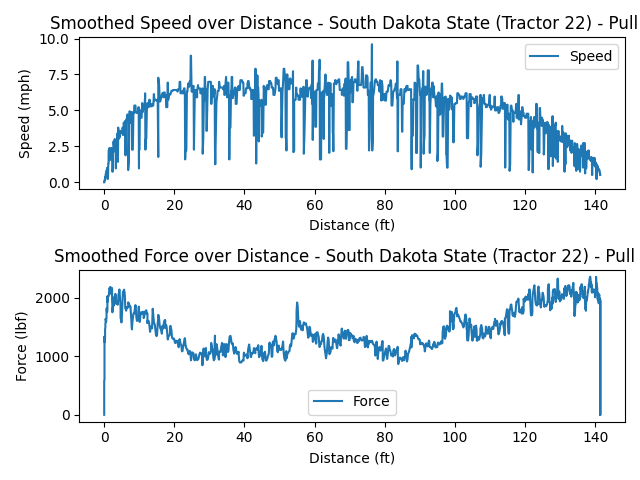 Smoothed Speed over Distance - South Dakota State (Tractor 22) - Pull
10.0
7.5
5.0
2.5
0.0
Speed (mph)
Speed
0 20 40 60 80 100 120 140
Distance (ft)
Smoothed Force over Distance - South Dakota State (Tractor 22) - Pull
2000
1000
0
Force (lbf)
Force
0 20 40 60 80 100 120 140
Distance (ft)